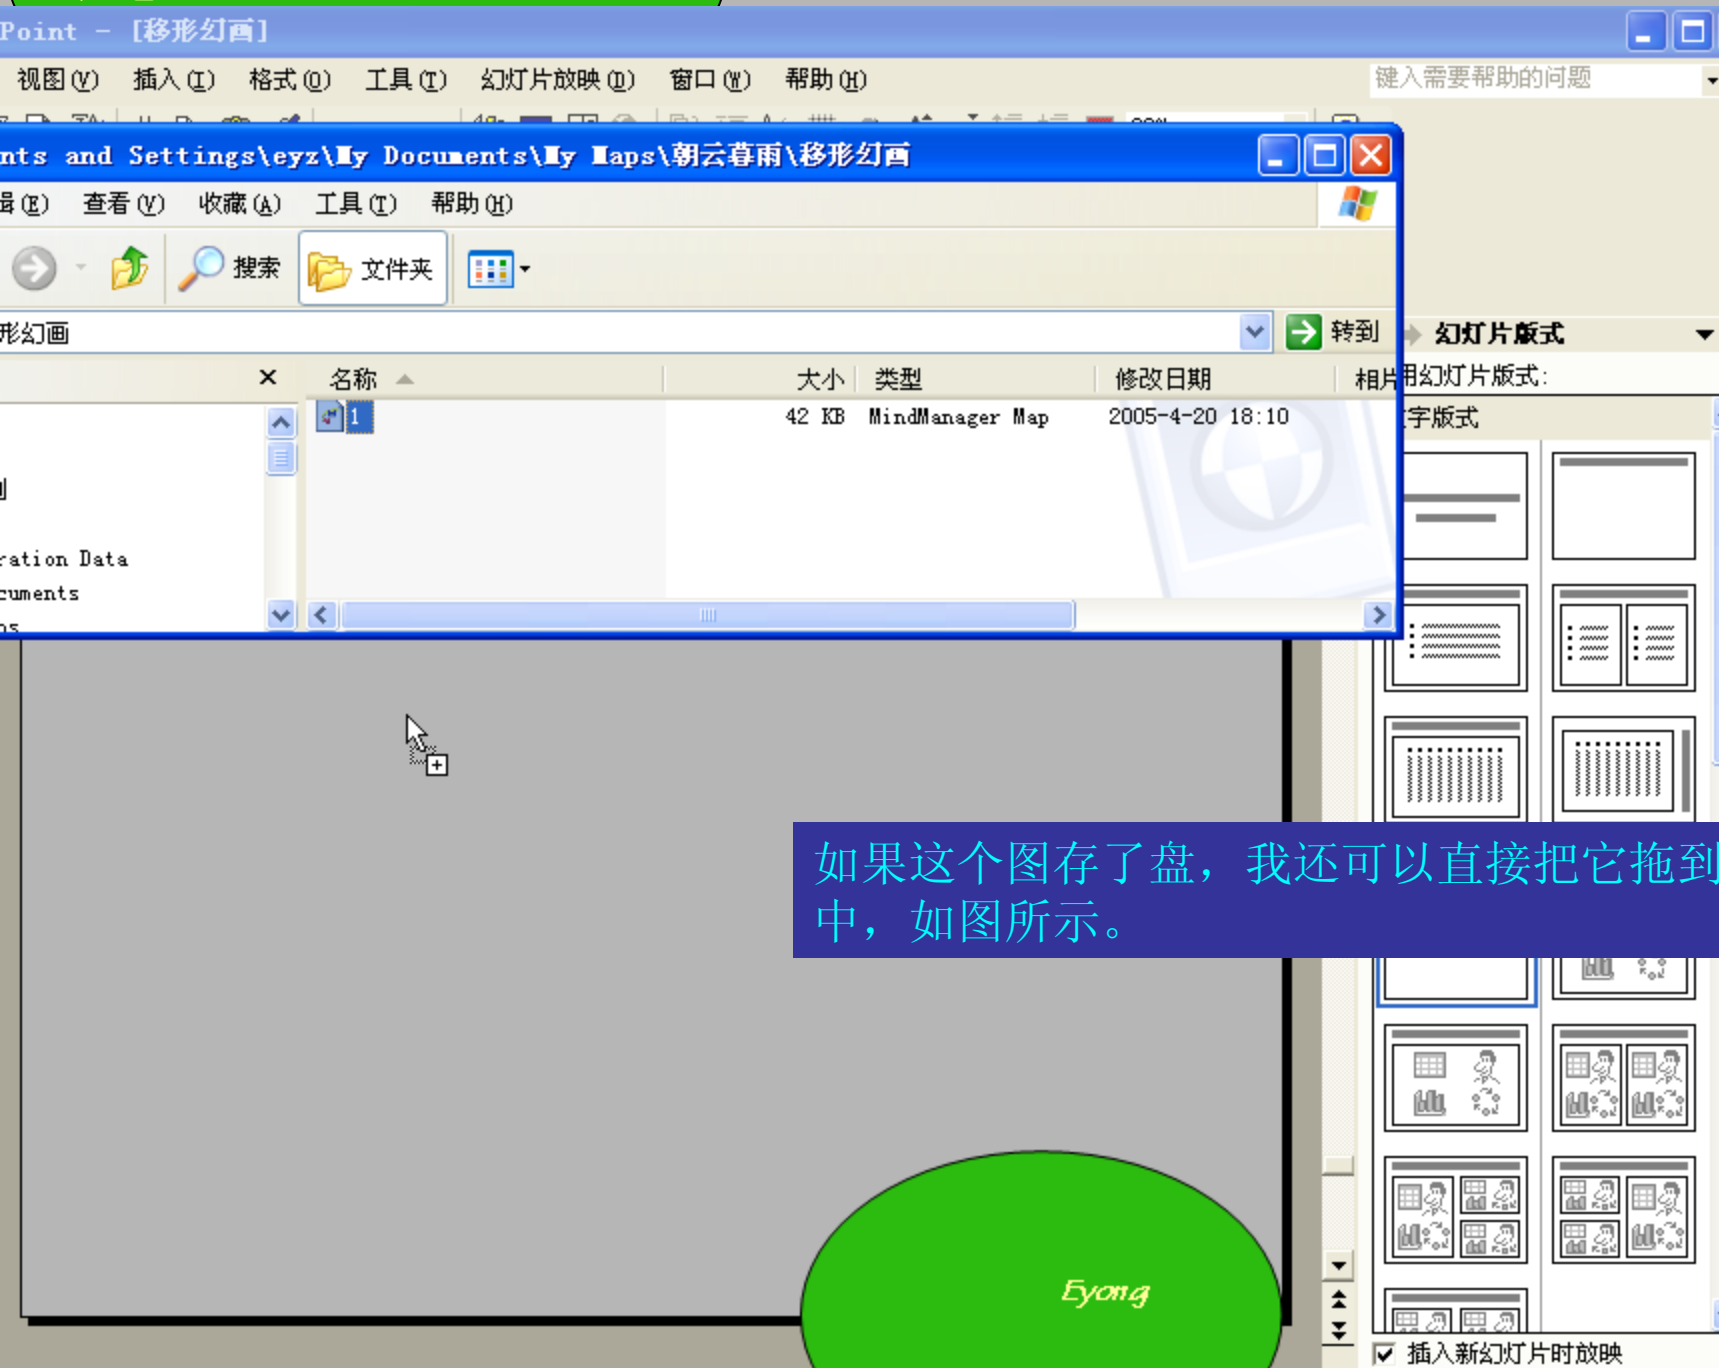 Point - [移形幻画]
视图(V) 插入(I) 格式(O) 工具(T) 幻灯片放映(D) 窗口(W) 帮助(H) 键入需要帮助的问题
nts and Settings\eyz\My Documents\My Maps\朝云暮雨\移形幻画
辑(E) 查看(V) 收藏(A) 工具(T) 帮助(H)
搜索 文件夹
形幻画 转到
幻灯片版式
名称 大小 类型 修改日期 相片
用幻灯片版式:
1 42 KB MindManager Map 2005-4-20 18:10
字版式
ration Data
cuments
如果这个图存了盘，我还可以直接把它拖到
中，如图所示。
Eyong
插入新幻灯片时放映